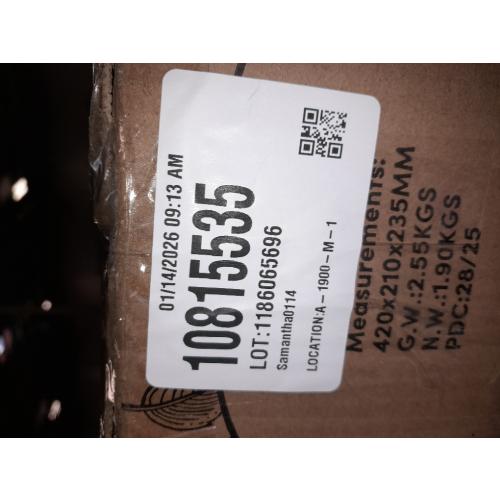 01/14/2026 09:13 AM
10815535
LOT:1186065696
Samantha0114
LOCATION:A-1900-M-1
Measurements:
420x210x235MM
G.W.:2.55KGS
N.W.:1.90KGS
PDC:28/25